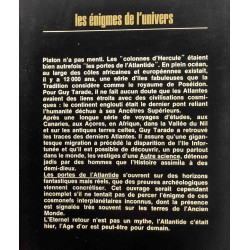 les énigmes de l'univers
Platon n'a pas menti. Les "colonnes d'Hercule" étaient
bien autrefois "les portes de l'Atlantide". En plein océan,
au large des côtes africaines et européennes existait,
il y a 12 000 ans, une série d'îles fabuleuses que la
Tradition considère comme le royaume de Poséidon.
Pour Guy Tarade, il est hors de doute que les Atlantes
avaient des liens étroits avec des civilisations cosmi-
ques : le continent englouti était le dernier pont reliant
l'humanité déchue à ses Ancêtres Supérieurs.
Après une longue série de voyages d'études, aux
Canaries, aux Açores, en Afrique, dans la Vallée du Nil
et sur les antiques terres celtes, Guy Tarade a retrouvé
les traces des derniers Atlantes. Il assure qu'une gigan-
tesque migration a précédé la disparition de l'Ile Infor-
tunée et qu'il est possible de découvrir, un peu partout
dans le monde, les vestiges d'une Autre science, détenus
jadis par des hommes que l'Histoire assimila à des
demi-dieux.
Les portes de l'Atlantide s'ouvrent sur des horizons
fantastiques mais réels, que des preuves archéologiques
viennent concrétiser. Cet ouvrage serait cependant
incomplet s'il ne tentait pas de percer l'énigme de ces
cosmonefs interplanétaires inconnus, dont la présence
est signalée très souvent sur les terres de l'Ancien
Monde.
L'Eternel retour n'est pas un mythe, l'Atlantide c'était
hier, l'Age d'or est peut-être pour demain.